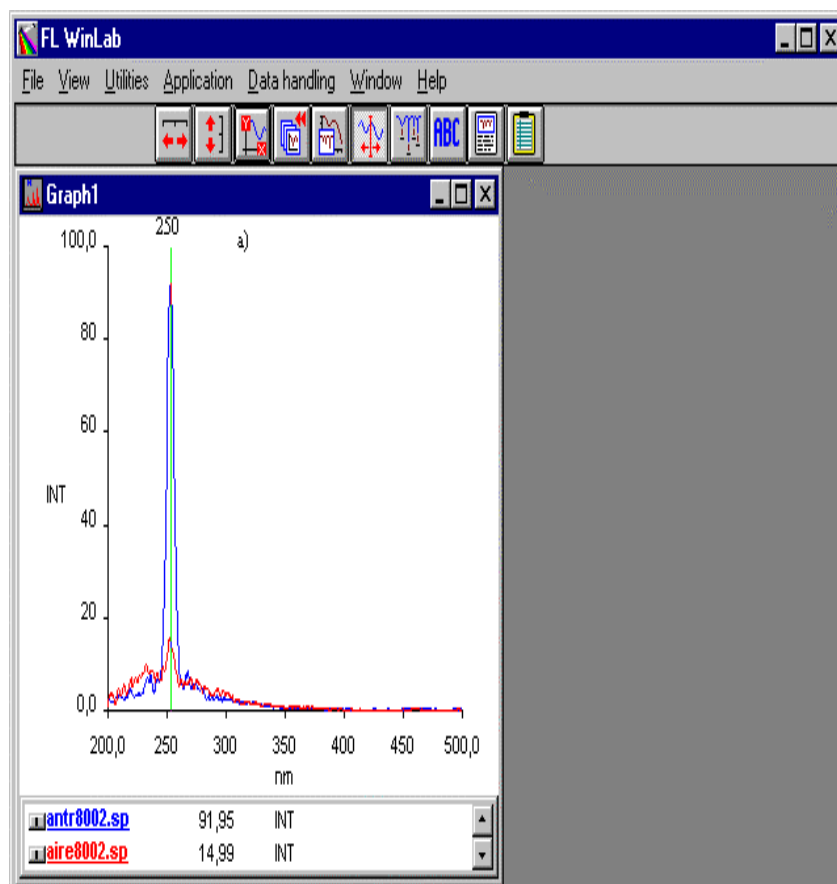 FL WinLab
File View Utilities Application Data handling Window Help
ABC
Graph1
250
a)
100,0
80
60
INT
40
20
0,0
200,0 250 300 350 400 450 500,0
nm
antr8002.sp 91,95 INT
aire8002.sp 14,99 INT